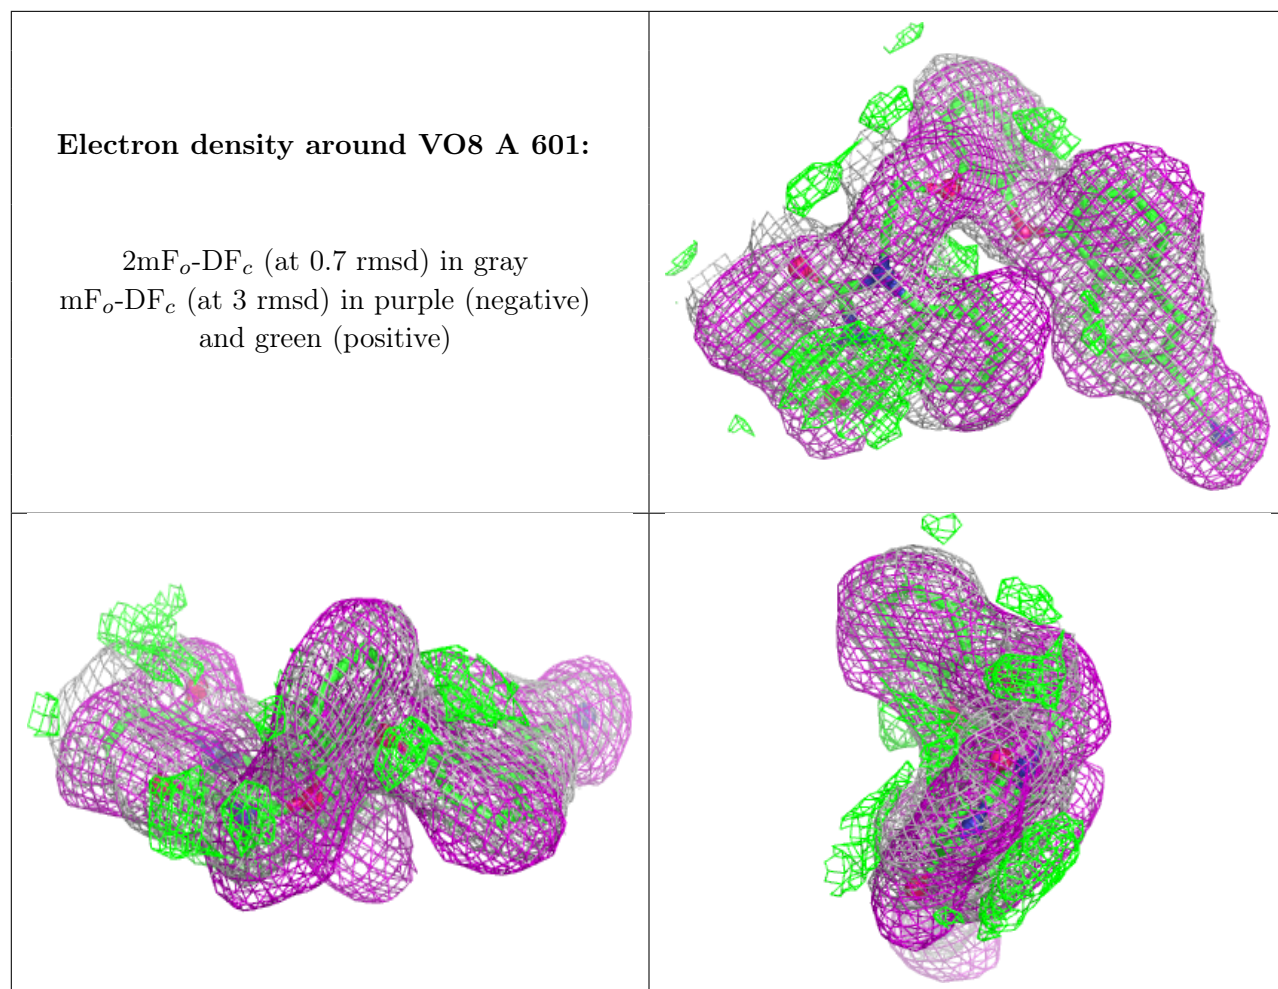 Electron density around VO8 A 601:
2mFo-DFc (at 0.7 rmsd) in gray
mFo-DFc (at 3 rmsd) in purple (negative)
and green (positive)